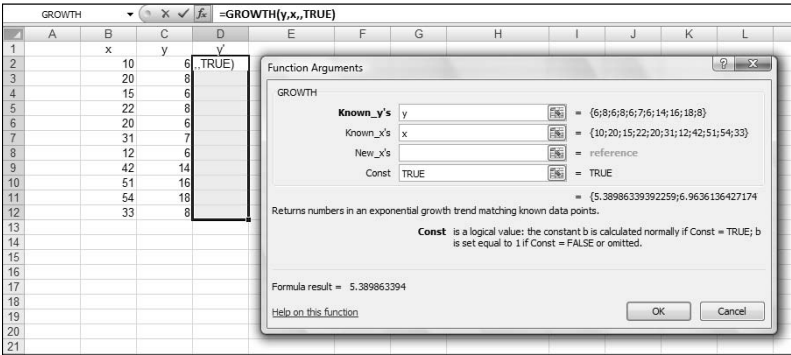 GROWTH =GROWTH(y,x,,TRUE)
A B C D E F G H I J K L
1 x y y'
2 10 6 ,,TRUE)
3 20 8
4 15 6
5 22 8
6 20 6
7 31 7
8 12 6
9 42 14
10 51 16
11 54 18
12 33 8
13
14
15
16
17
18
19
20
21
Function Arguments
GROWTH
Known_y's y = {6;8;6;8;6;7;6;14;16;18;8}
Known_x's x = {10;20;15;22;20;31;12;42;51;54;33}
New_x's = reference
Const TRUE = TRUE
= {5.38986339392259;6.9636136427174
Returns numbers in an exponential growth trend matching known data points.
Const is a logical value: the constant b is calculated normally if Const = TRUE; b
is set equal to 1 if Const = FALSE or omitted.
Formula result = 5.389863394
Help on this function OK Cancel